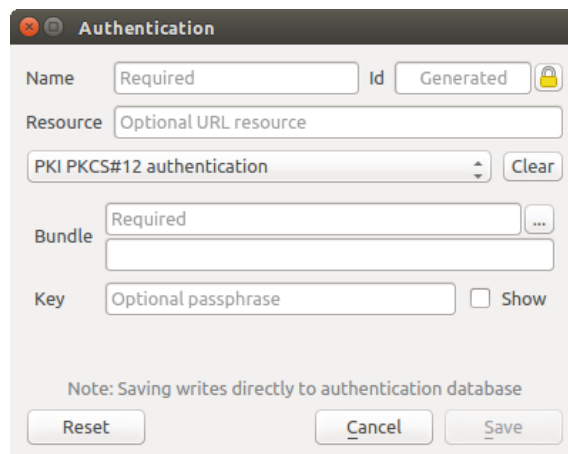 Authentication
Name Required Id Generated
Resource Optional URL resource
PKI PKCS#12 authentication Clear
Bundle Required ...
Key Optional passphrase Show
Note: Saving writes directly to authentication database
Reset Cancel Save